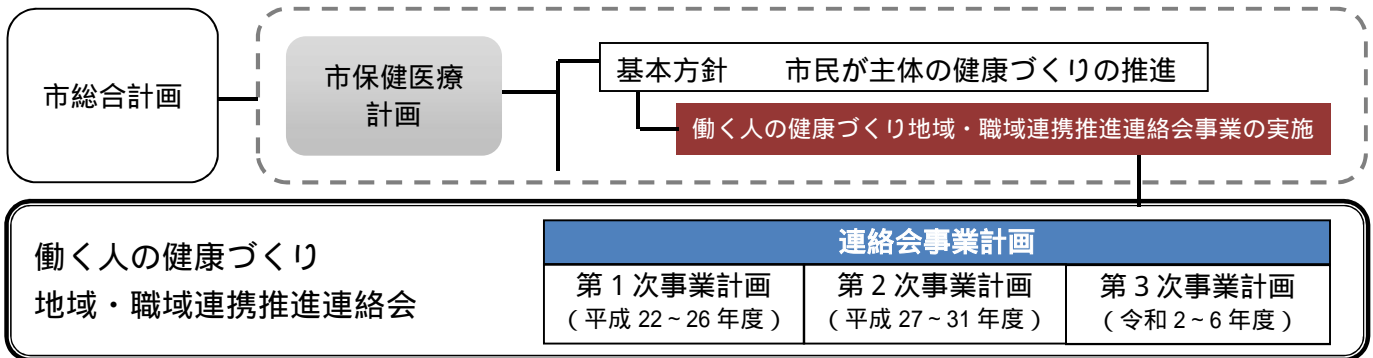 市総合計画
市保健医療
計画
基本方針　　市民が主体の健康づくりの推進
働く人の健康づくり地域・職域連携推進連絡会事業の実施
働く人の健康づくり
地域・職域連携推進連絡会
連絡会事業計画
第１次事業計画
（平成 22～26 年度）
第２次事業計画
（平成 27～31 年度）
第３次事業計画
（令和 2～6 年度）